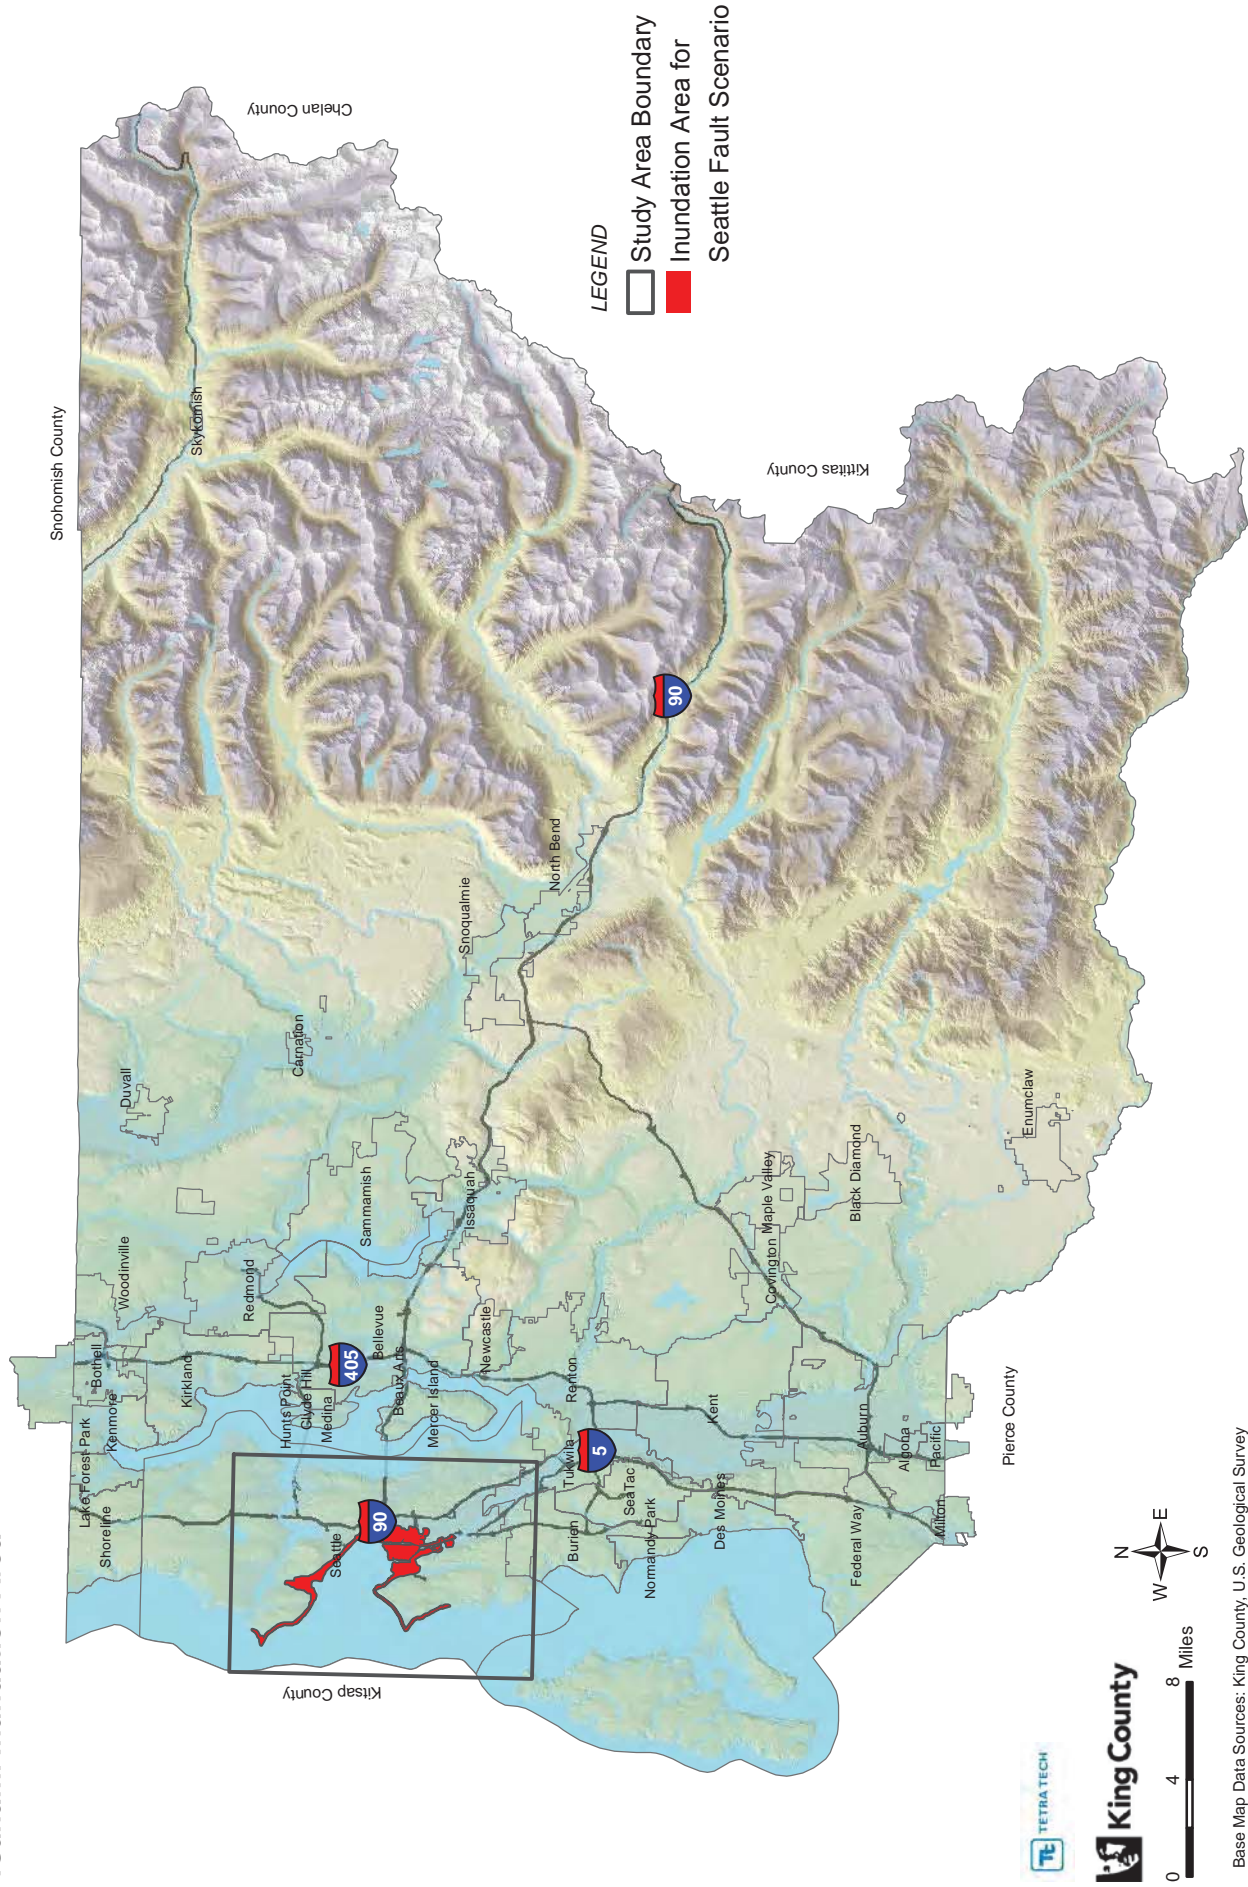 Snohomish County
Chelan County
Kittitas County
Pierce County
Kitsap County
Skykomish
North Bend
Snoqualmie
Carnation
Duvall
Sammamish
Issaquah
Woodinville
Redmond
Bothell
Kenmore
Lake Forest Park
Shoreline
Kirkland
Hunts Point
Clyde Hill
Medina
Bellevue
Beaux Arts
Mercer Island
Newcastle
Renton
Seattle
Tukwila
Burien
SeaTac
Normandy Park
Des Moines
Kent
Covington
Maple Valley
Black Diamond
Enumclaw
Auburn
Algona
Pacific
Federal Way
Milton
90
405
90
5
LEGEND
Study Area Boundary
Inundation Area for
Seattle Fault Scenario
N
W
E
S
TETRA TECH
King County
0 4 8
Miles
Base Map Data Sources: King County, U.S. Geological Survey